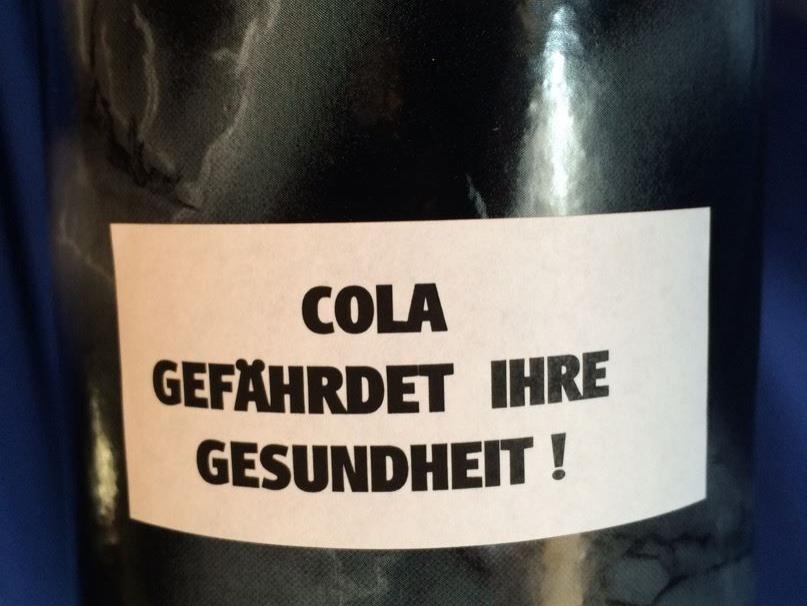 COLA
GEFÄHRDET IHRE
GESUNDHEIT !